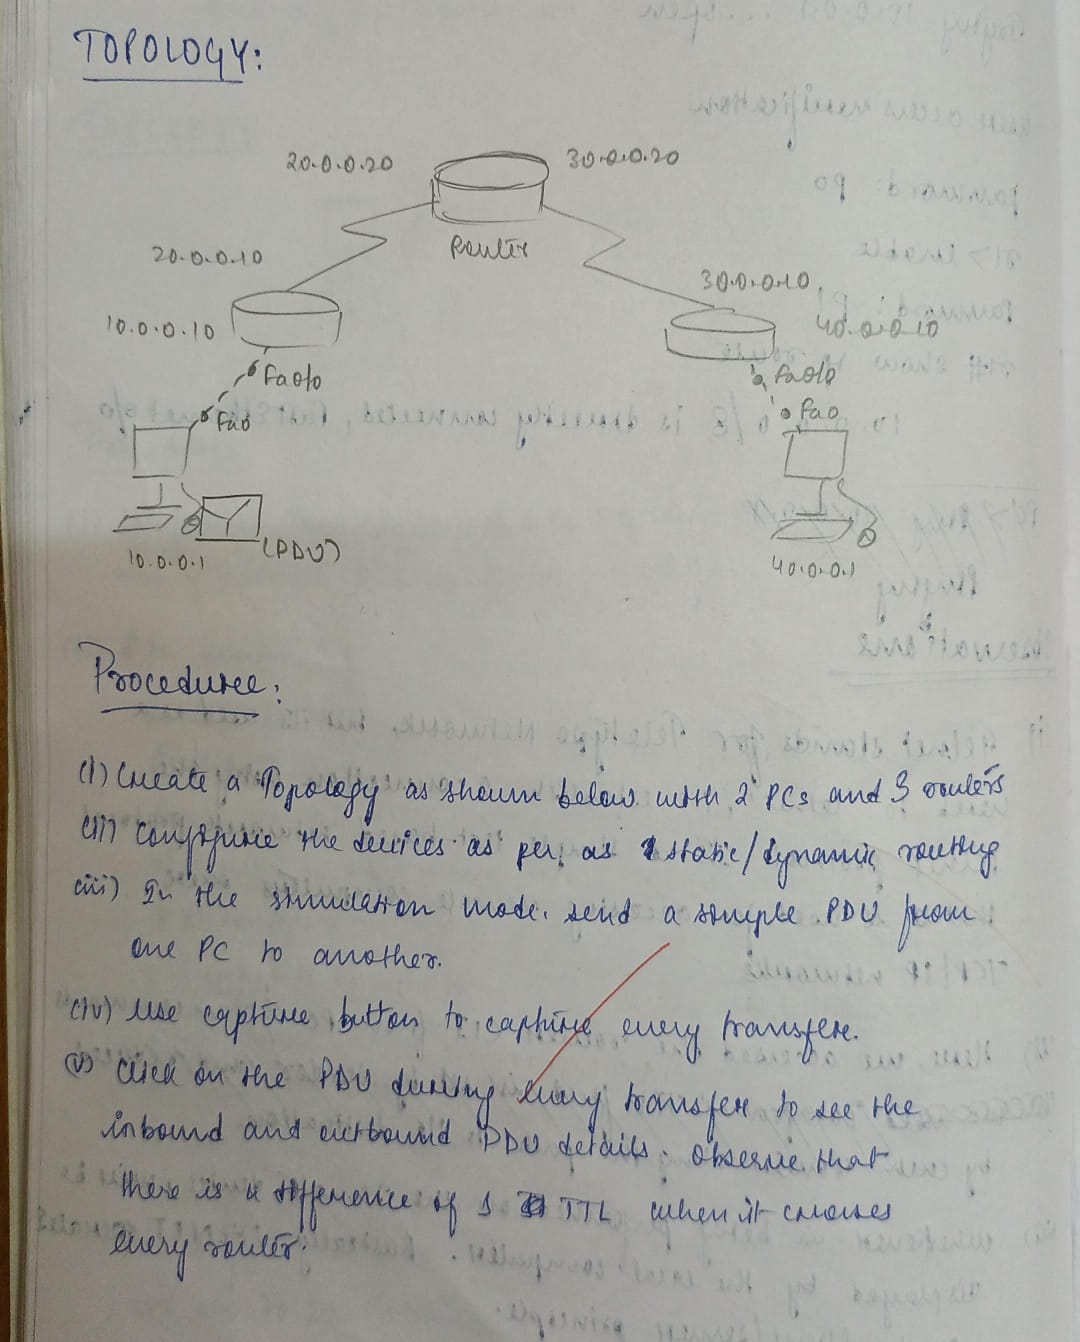 TOPOLOGY:
20.0.0.20
30.0.0.20
Router
20.0.0.10
30.0.0.10
10.0.0.10
40.0.0.10
Fa0/0
Fa0/0
Fa0
Fa0
(PDU)
10.0.0.1
40.0.0.1
Procedure:
(i) Create a Topology as shown below with 2 PCs and 3 routers
(ii) Configure the devices as per as static/dynamic routing
(iii) In the simulation mode, send a simple PDU from
one PC to another.
(iv) Use capture button to capture every transfer.
(v) Click on the PDU during every transfer to see the
inbound and outbound PDU details. Observe that
there is a difference of 1 TTL when it crosses
every router.